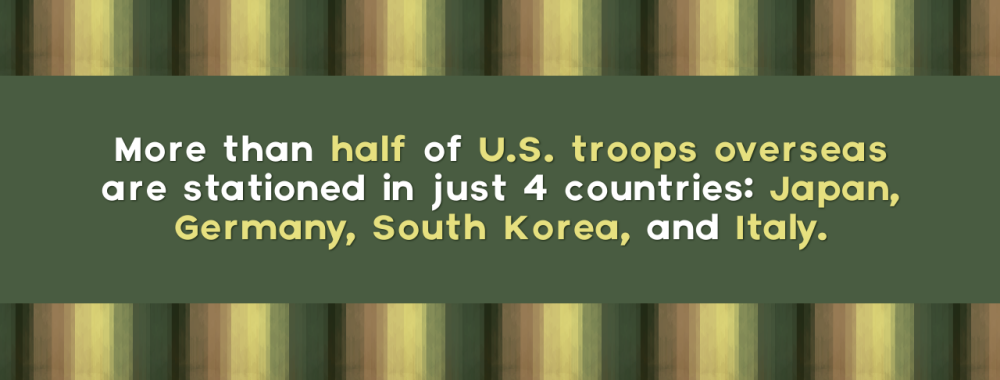 More than half of U.S. troops overseas
are stationed in just 4 countries: Japan,
Germany, South Korea, and Italy.